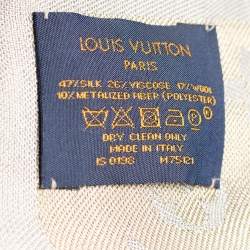 LOUIS VUITTON
PARIS
47%SILK 26%VISCOSE 17%WOOL
10%METALIZED FIBER (POLYESTER)
DRY CLEAN ONLY
MADE IN ITALY
IS 0198 M75121